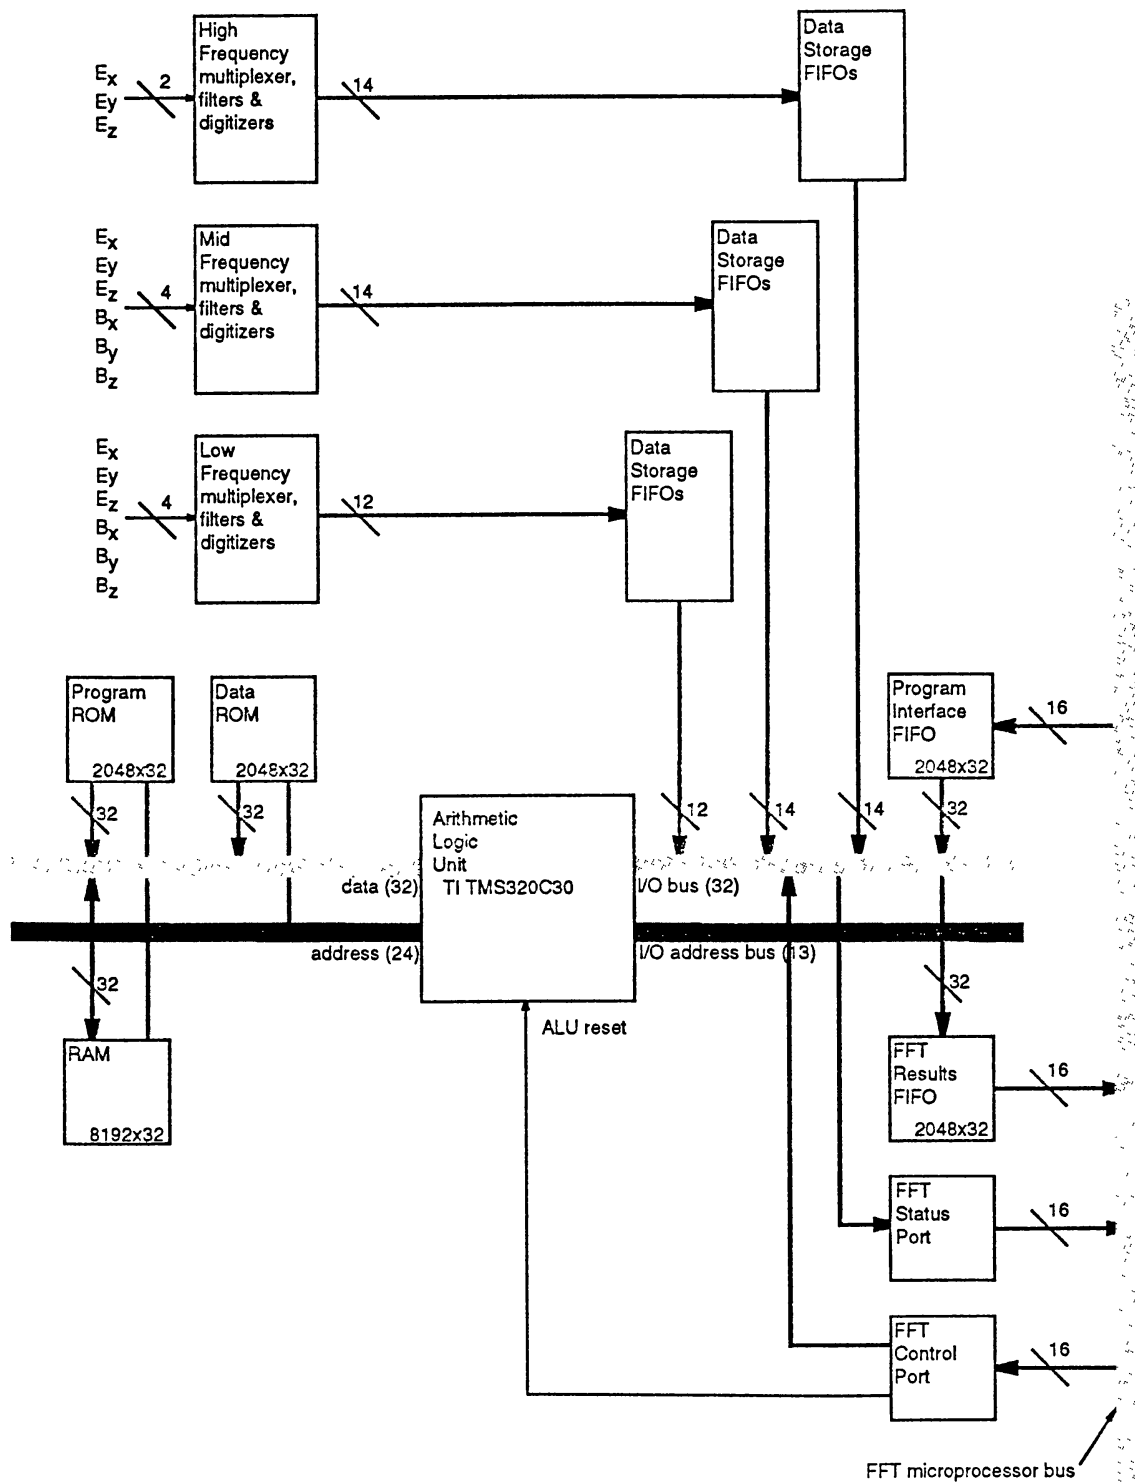 High
Frequency
multiplexer,
filters &
digitizers
Ex
Ey
Ez
2
14
Data
Storage
FIFOs
Mid
Frequency
multiplexer,
filters &
digitizers
Ex
Ey
Ez
Bx
By
Bz
4
14
Data
Storage
FIFOs
Low
Frequency
multiplexer,
filters &
digitizers
Ex
Ey
Ez
Bx
By
Bz
4
12
Data
Storage
FIFOs
Program
ROM
2048x32
32
Data
ROM
2048x32
32
Arithmetic
Logic
Unit
TI TMS320C30
12
14
14
Program
Interface
FIFO
2048x32
16
32
data (32)
I/O bus (32)
address (24)
I/O address bus (13)
32
RAM
8192x32
ALU reset
32
FFT
Results
FIFO
2048x32
16
FFT
Status
Port
16
FFT
Control
Port
16
FFT microprocessor bus